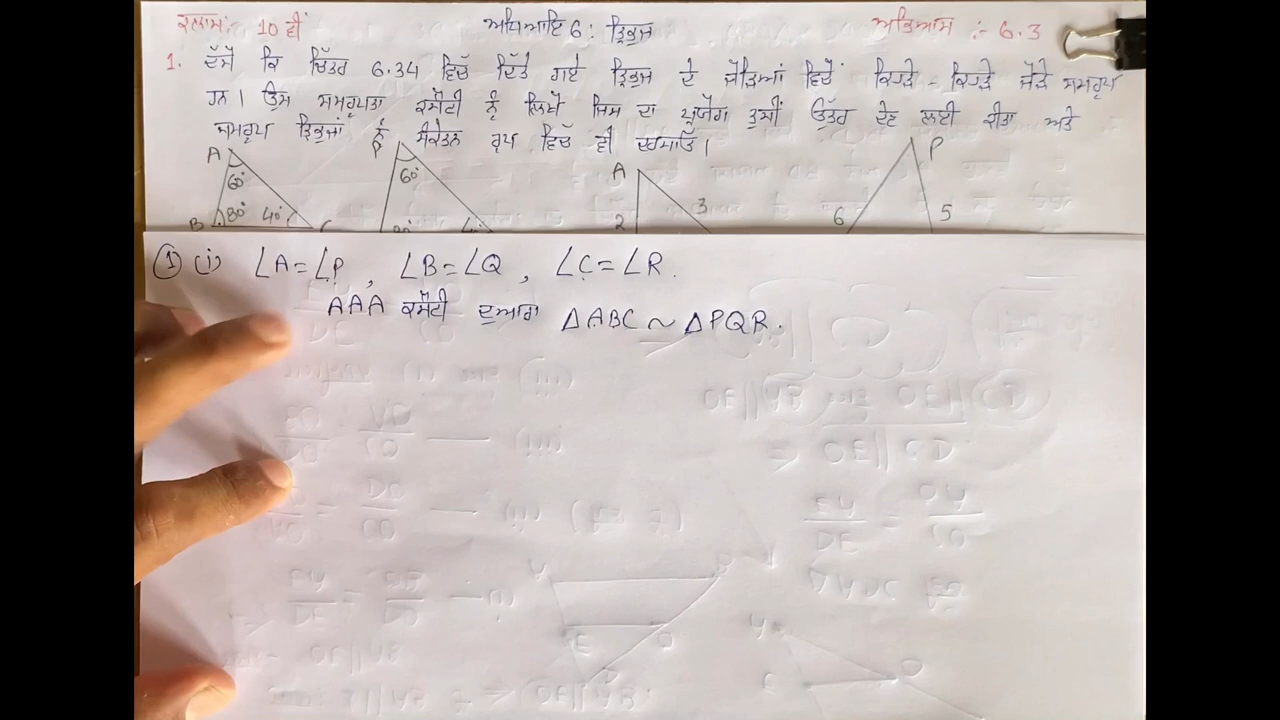 ਕਲਾਸ: 10 ਵੀਂ ਅਧਿਆਇ 6: ਤ੍ਰਿਭੁਜ ਅਭਿਆਸ :- 6.3
1. ਦੱਸੋ ਕਿ ਚਿੱਤਰ 6.34 ਵਿੱਚ ਦਿੱਤੇ ਗਏ ਤ੍ਰਿਭੁਜ ਦੇ ਜੋੜਿਆਂ ਵਿੱਚੋਂ ਕਿਹੜੇ-ਕਿਹੜੇ ਜੋੜੇ ਸਮਰੂਪ
ਹਨ। ਉਸ ਸਮਰੂਪਤਾ ਕਸੌਟੀ ਨੂੰ ਲਿਖੋ ਜਿਸ ਦਾ ਪ੍ਰਯੋਗ ਤੁਸੀਂ ਉੱਤਰ ਦੇਣ ਲਈ ਕੀਤਾ ਅਤੇ
ਸਮਰੂਪ ਤ੍ਰਿਭੁਜਾਂ ਨੂੰ ਸੰਕੇਤਨ ਰੂਪ ਵਿੱਚ ਵੀ ਦਰਸਾਓ।
A P A P
60° 60°
B 80° 40° C 2 3 6 5
① (i) ∠A=∠P, ∠B=∠Q, ∠C=∠R.
AAA ਕਸੌਟੀ ਦੁਆਰਾ ΔABC ~ ΔPQR.